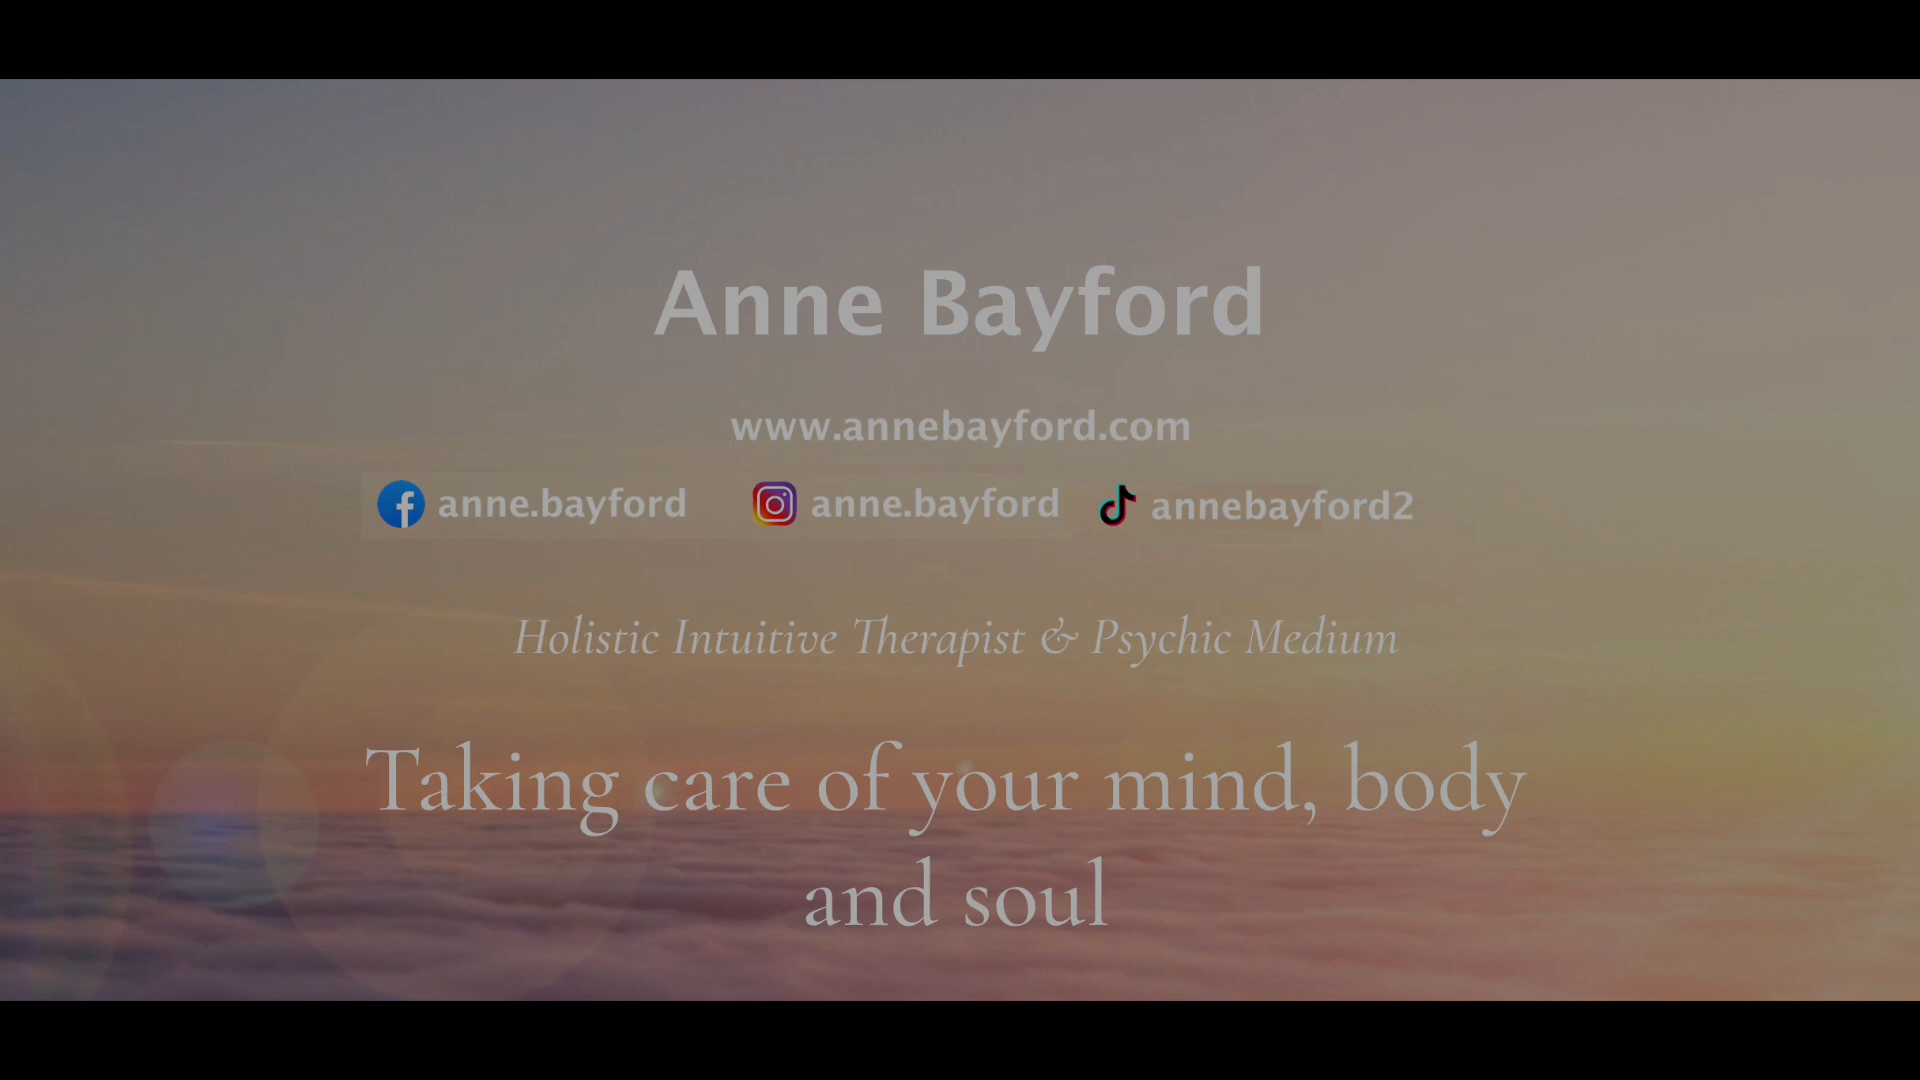 Anne Bayford
www.annebayford.com
anne.bayford anne.bayford annebayford2
Holistic Intuitive Therapist & Psychic Medium
Taking care of your mind, body
and soul